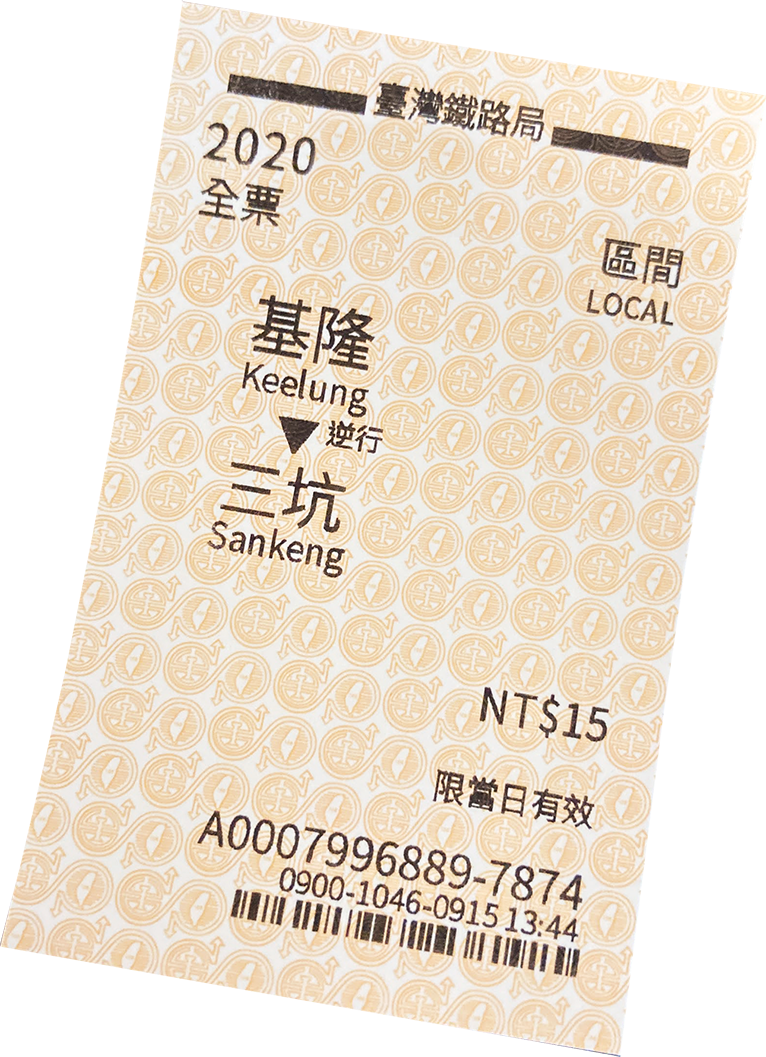 臺灣鐵路局
2020
全票
區間
LOCAL
基隆
Keelung
▼逆行
三坑
Sankeng
NT$15
限當日有效
A0007996889-7874
0900-1046-0915 13:44